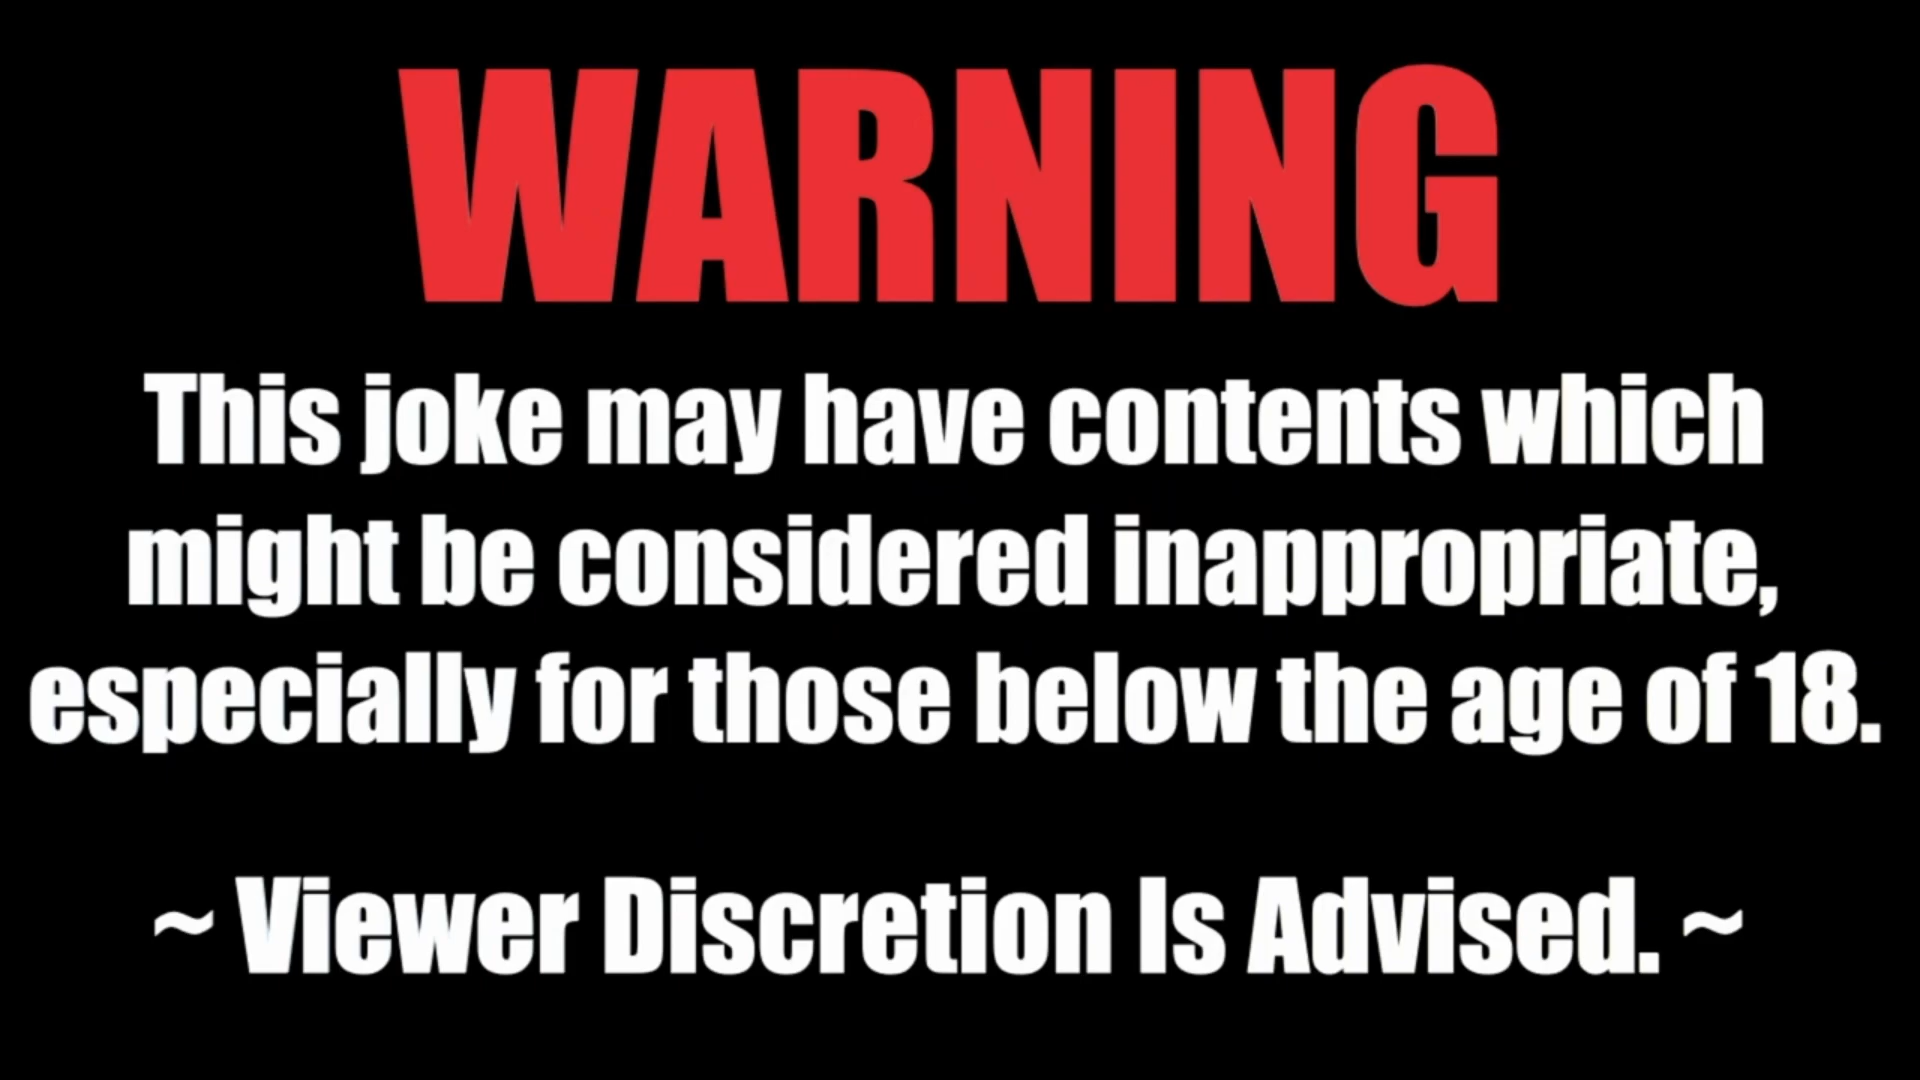 WARNING
This joke may have contents which
might be considered inappropriate,
especially for those below the age of 18.
~ Viewer Discretion Is Advised. ~